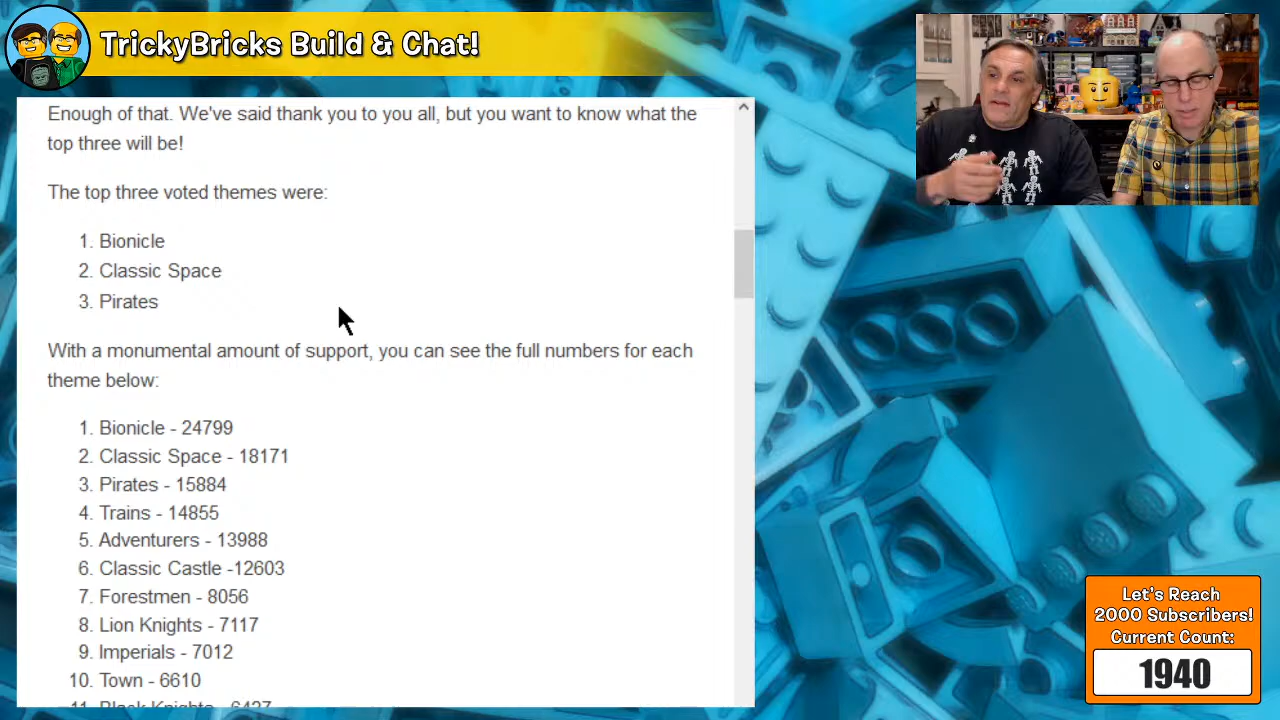 TrickyBricks Build & Chat!
Enough of that. We've said thank you to you all, but you want to know what the
top three will be!
The top three voted themes were:
1. Bionicle
2. Classic Space
3. Pirates
With a monumental amount of support, you can see the full numbers for each
theme below:
1. Bionicle - 24799
2. Classic Space - 18171
3. Pirates - 15884
4. Trains - 14855
5. Adventurers - 13988
6. Classic Castle -12603
7. Forestmen - 8056
8. Lion Knights - 7117
9. Imperials - 7012
10. Town - 6610
11. Black Knights - 6427
Let's Reach
2000 Subscribers!
Current Count:
1940